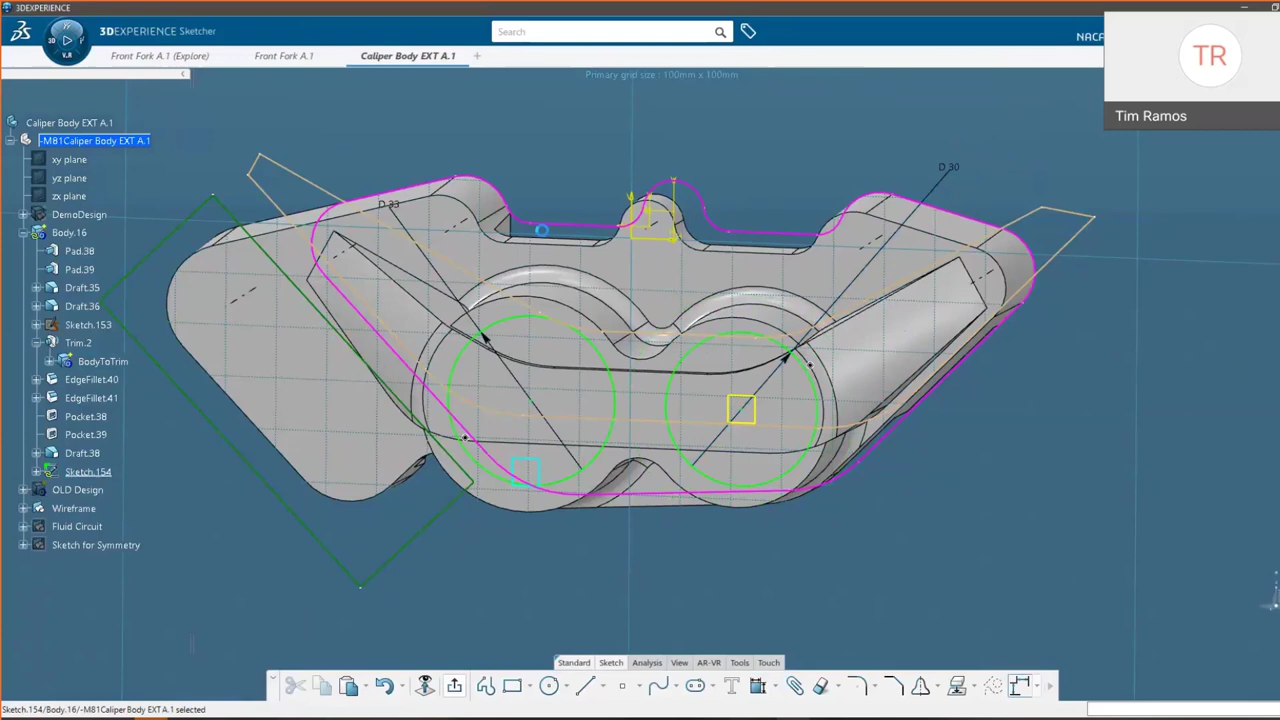 3DEXPERIENCE
3DEXPERIENCE Sketcher
Search
3D
V.R
NACA
TR
Tim Ramos
Front Fork A.1 (Explore)
Front Fork A.1
Caliper Body EXT A.1
Primary grid size : 100mm x 100mm
Caliper Body EXT A.1
-M81Caliper Body EXT A.1
xy plane
yz plane
zx plane
DemoDesign
Body.16
Pad.38
Pad.39
Draft.35
Draft.36
Sketch.153
Trim.2
BodyToTrim
EdgeFillet.40
EdgeFillet.41
Pocket.38
Pocket.39
Draft.38
Sketch.154
OLD Design
Wireframe
Fluid Circuit
Sketch for Symmetry
D 33
D 30
Standard
Sketch
Analysis
View
AR-VR
Tools
Touch
Sketch.154/Body.16/-M81Caliper Body EXT A.1 selected